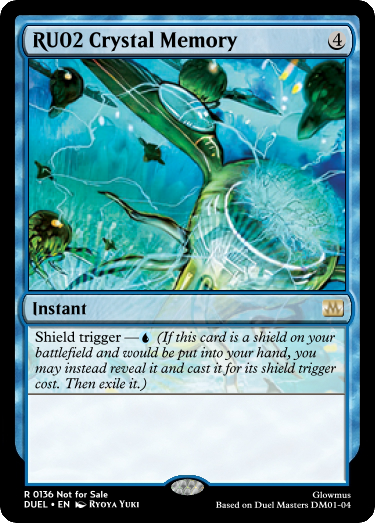 RU02 Crystal Memory
4
Instant
Shield trigger — (If this card is a shield on your
battlefield and would be put into your hand, you
may instead reveal it and cast it for its shield trigger
cost. Then exile it.)
R 0136 Not for Sale
DUEL • EN Ryoya Yuki
Glowmus
Based on Duel Masters DM01-04